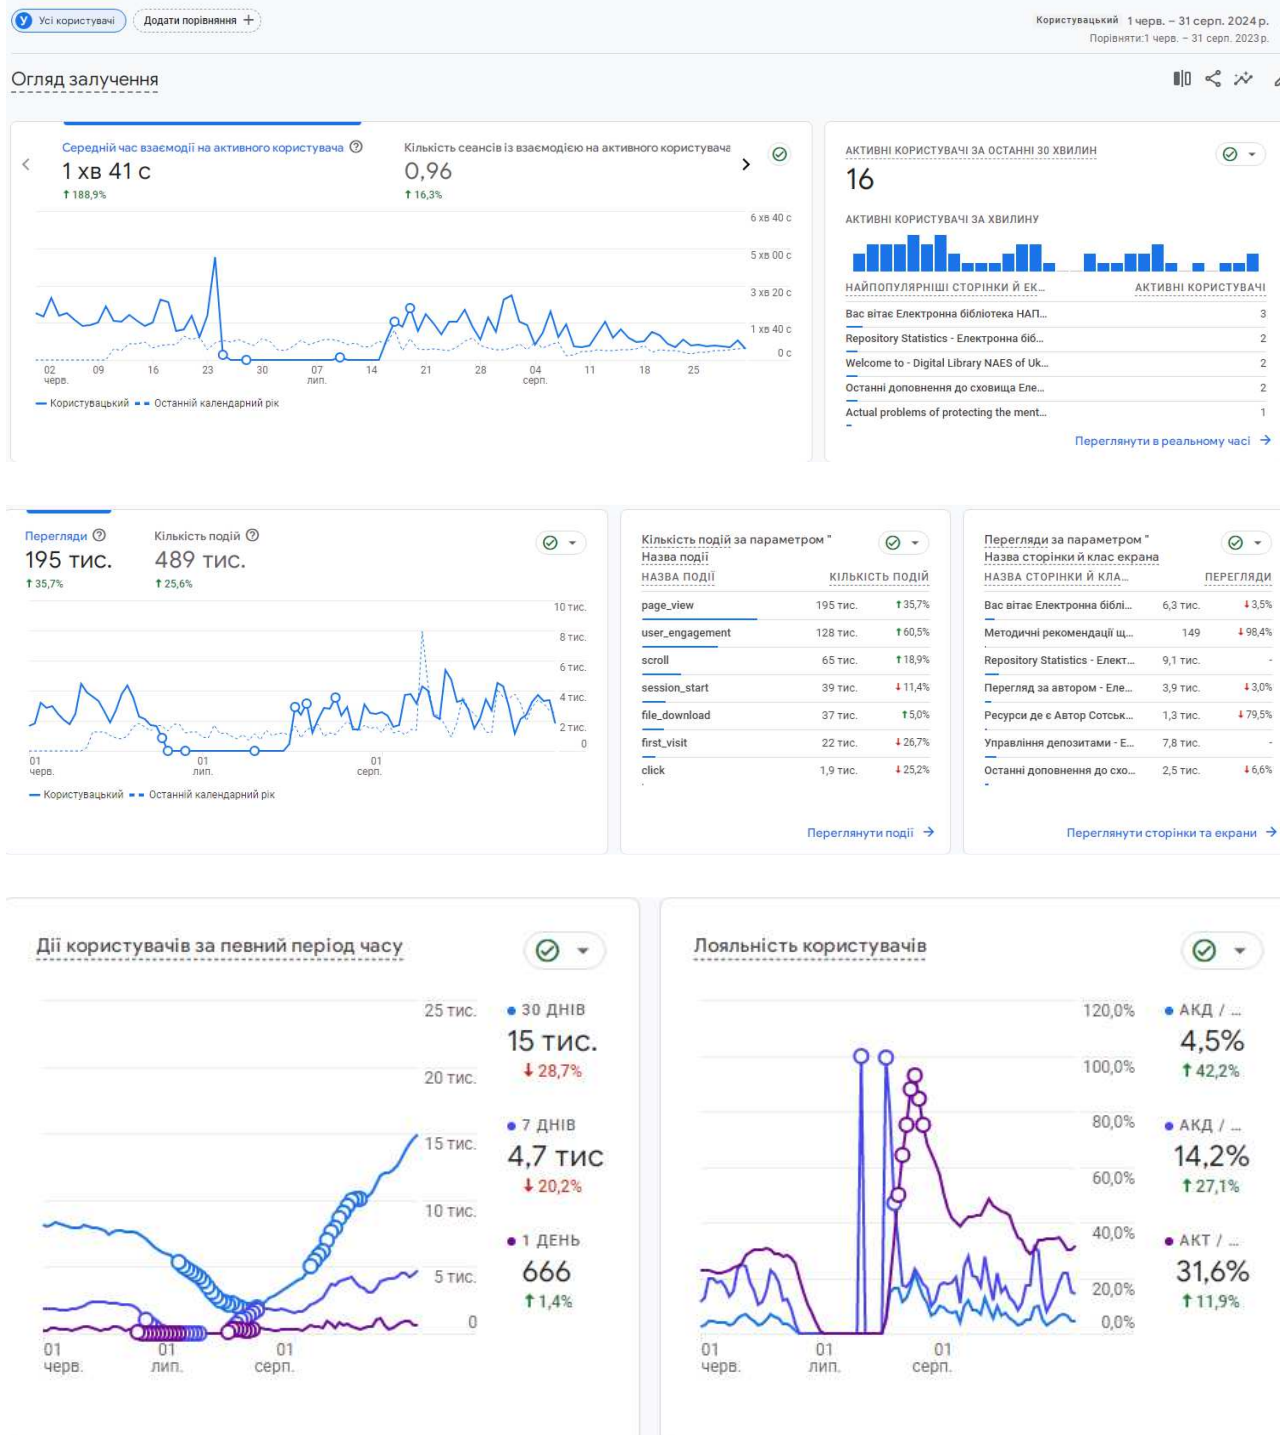 У Усі користувачі
Додати порівняння +
Користувацький 1 черв. – 31 серп. 2024 р.
Порівняти:1 черв. – 31 серп. 2023 р.
Огляд залучення
Середній час взаємодії на активного користувача
1 хв 41 с
↑ 188,9%
Кількість сеансів із взаємодією на активного користувача
0,96
↑ 16,3%
6 хв 40 с
5 хв 00 с
3 хв 20 с
1 хв 40 с
0 с
02 09 16 23 30 07 14 21 28 04 11 18 25
черв. лип. серп.
Користувацький Останній календарний рік
АКТИВНІ КОРИСТУВАЧІ ЗА ОСТАННІ 30 ХВИЛИН
16
АКТИВНІ КОРИСТУВАЧІ ЗА ХВИЛИНУ
НАЙПОПУЛЯРНІШІ СТОРІНКИ Й ЕК... АКТИВНІ КОРИСТУВАЧІ
Вас вітає Електронна бібліотека НАП... 3
Repository Statistics - Електронна біб... 2
Welcome to - Digital Library NAES of Uk... 2
Останні доповнення до сховища Еле... 2
Actual problems of protecting the ment... 1
Переглянути в реальному часі →
Перегляди
195 тис.
↑ 35,7%
Кількість подій
489 тис.
↑ 25,6%
10 тис.
8 тис.
6 тис.
4 тис.
2 тис.
0
01 01 01
черв. лип. серп.
Користувацький Останній календарний рік
Кількість подій за параметром "
Назва події
НАЗВА ПОДІЇ КІЛЬКІСТЬ ПОДІЙ
page_view 195 тис. ↑ 35,7%
user_engagement 128 тис. ↑ 60,5%
scroll 65 тис. ↑ 18,9%
session_start 39 тис. ↓ 11,4%
file_download 37 тис. ↑ 5,0%
first_visit 22 тис. ↓ 26,7%
click 1,9 тис. ↓ 25,2%
Переглянути події →
Перегляди за параметром "
Назва сторінки й клас екрана
НАЗВА СТОРІНКИ Й КЛА... ПЕРЕГЛЯДИ
Вас вітає Електронна біблі... 6,3 тис. ↓ 3,5%
Методичні рекомендації щ... 149 ↓ 98,4%
Repository Statistics - Елект... 9,1 тис. -
Перегляд за автором - Еле... 3,9 тис. ↓ 3,0%
Ресурси де є Автор Сотськ... 1,3 тис. ↓ 79,5%
Управління депозитами - Е... 7,8 тис. -
Останні доповнення до схо... 2,5 тис. ↓ 6,6%
Переглянути сторінки та екрани →
Дії користувачів за певний період часу
25 тис.
20 тис.
15 тис.
10 тис.
5 тис.
0
01 01 01
черв. лип. серп.
30 ДНІВ
15 тис.
↓ 28,7%
7 ДНІВ
4,7 тис
↓ 20,2%
1 ДЕНЬ
666
↑ 1,4%
Лояльність користувачів
120,0%
100,0%
80,0%
60,0%
40,0%
20,0%
0,0%
01 01 01
черв. лип. серп.
АКД / ...
4,5%
↑ 42,2%
АКД / ...
14,2%
↑ 27,1%
АКТ / ...
31,6%
↑ 11,9%